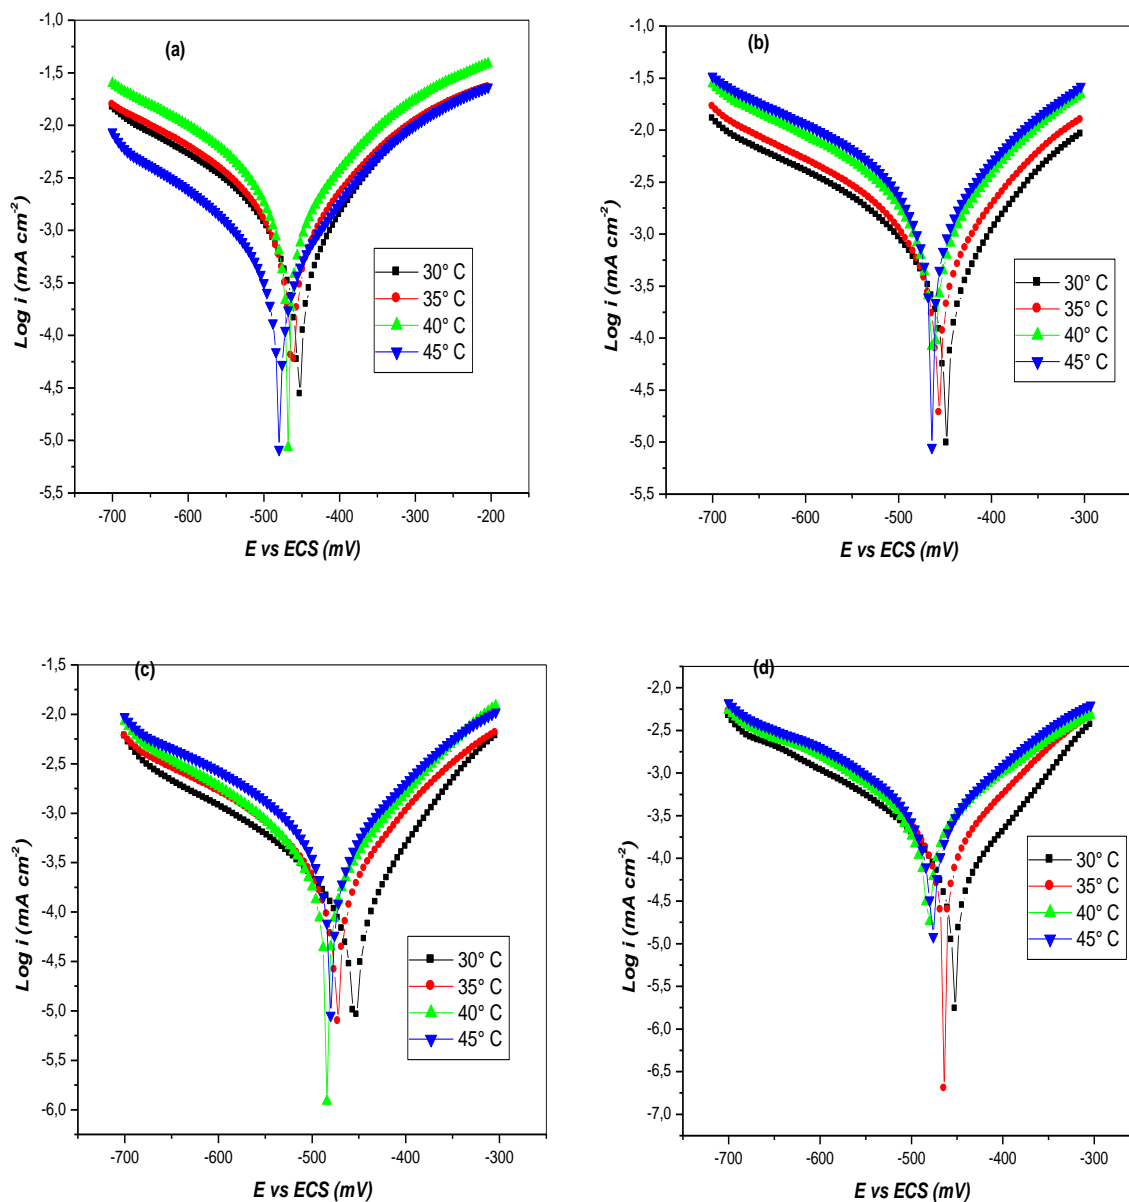 (a)
-1,0
-1,5
-2,0
-2,5
-3,0
-3,5
-4,0
-4,5
-5,0
-5,5
Log i (mA cm-2)
30° C
35° C
40° C
45° C
-700 -600 -500 -400 -300 -200
E vs ECS (mV)
(b)
-1,0
-1,5
-2,0
-2,5
-3,0
-3,5
-4,0
-4,5
-5,0
-5,5
Log i (mA cm-2)
30° C
35° C
40° C
45° C
-700 -600 -500 -400 -300
E vs ECS (mV)
(c)
-1,5
-2,0
-2,5
-3,0
-3,5
-4,0
-4,5
-5,0
-5,5
-6,0
Log i (mA cm-2)
30° C
35° C
40° C
45° C
-700 -600 -500 -400 -300
E vs ECS (mV)
(d)
-2,0
-2,5
-3,0
-3,5
-4,0
-4,5
-5,0
-5,5
-6,0
-6,5
-7,0
Log i (mA cm-2)
30° C
35° C
40° C
45° C
-700 -600 -500 -400 -300
E vs ECS (mV)